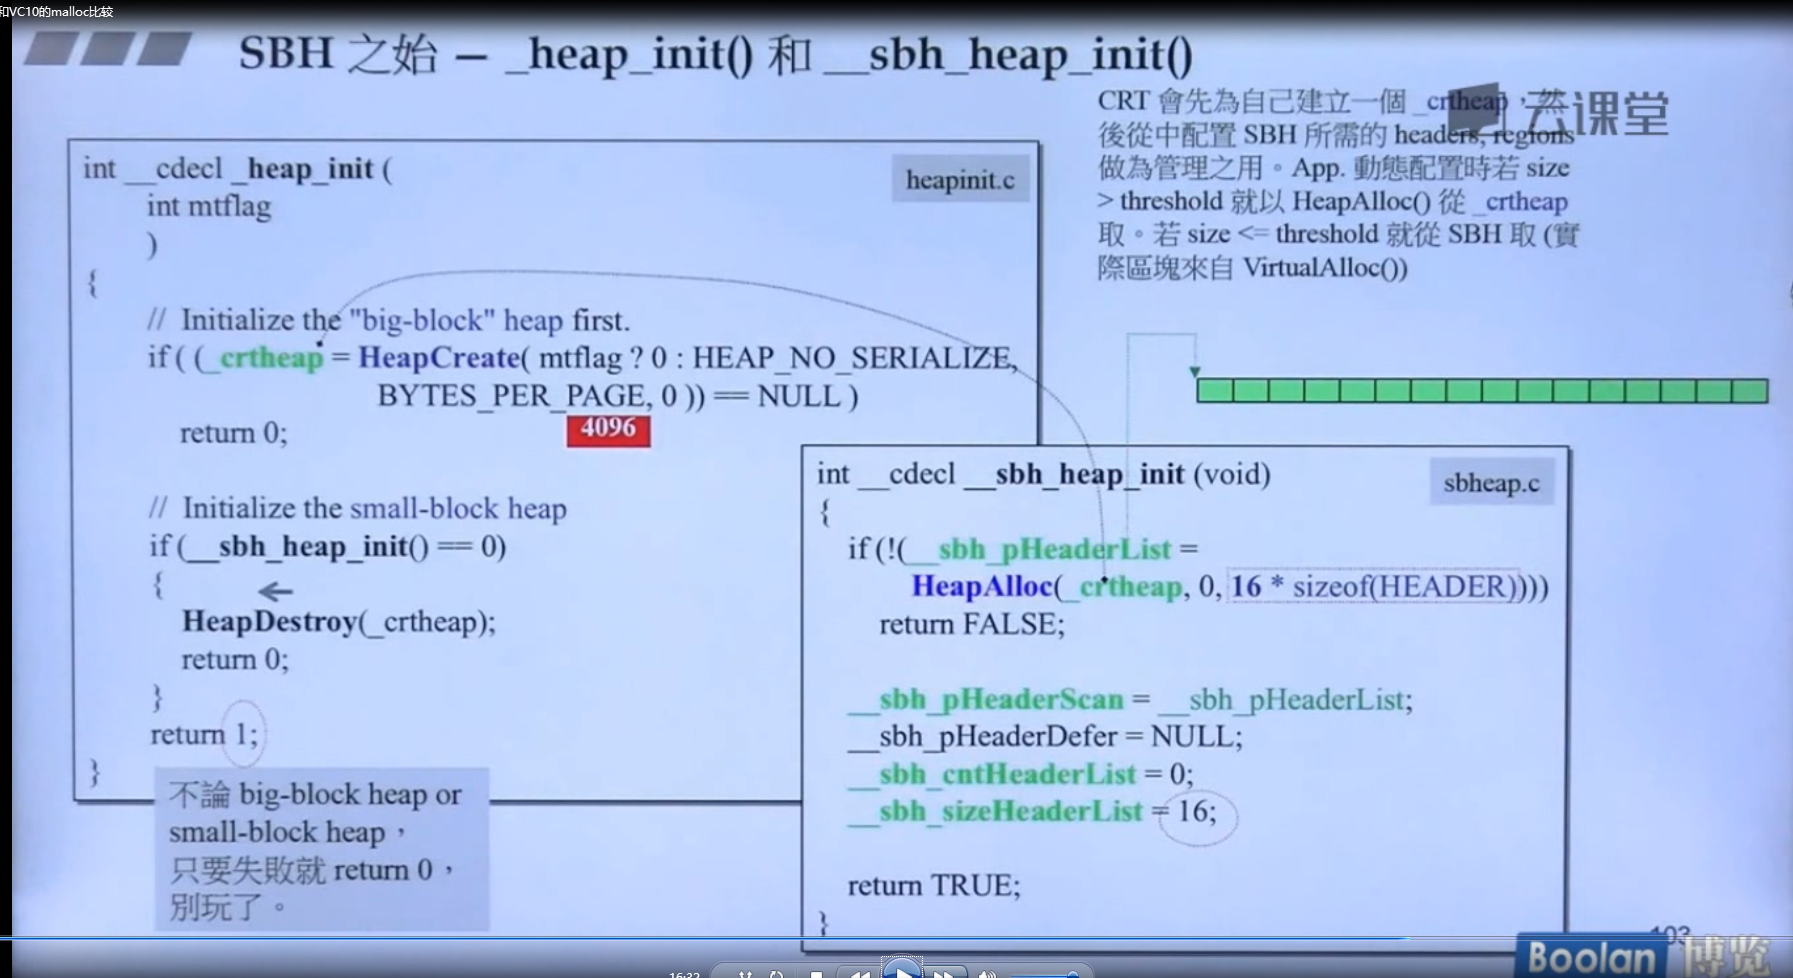 和VC10的malloc比较
SBH 之始 – _heap_init() 和 __sbh_heap_init()
云课堂
CRT 會先為自己建立一個 _crtheap，然
後從中配置 SBH 所需的 headers, regions
做為管理之用。App. 動態配置時若 size
> threshold 就以 HeapAlloc() 從 _crtheap
取。若 size <= threshold 就從 SBH 取 (實
際區塊來自 VirtualAlloc())
heapinit.c
int __cdecl _heap_init (
int mtflag
)
{
// Initialize the "big-block" heap first.
if ( (_crtheap = HeapCreate( mtflag ? 0 : HEAP_NO_SERIALIZE,
BYTES_PER_PAGE, 0 )) == NULL )
4096
return 0;
// Initialize the small-block heap
if (__sbh_heap_init() == 0)
{
HeapDestroy(_crtheap);
return 0;
}
return 1;
}
不論 big-block heap or
small-block heap，
只要失敗就 return 0，
別玩了。
sbheap.c
int __cdecl __sbh_heap_init (void)
{
if (!(__sbh_pHeaderList =
HeapAlloc(_crtheap, 0, 16 * sizeof(HEADER))))
return FALSE;
__sbh_pHeaderScan = __sbh_pHeaderList;
__sbh_pHeaderDefer = NULL;
__sbh_cntHeaderList = 0;
__sbh_sizeHeaderList = 16;
return TRUE;
}
103
Boolan 博览
16:32